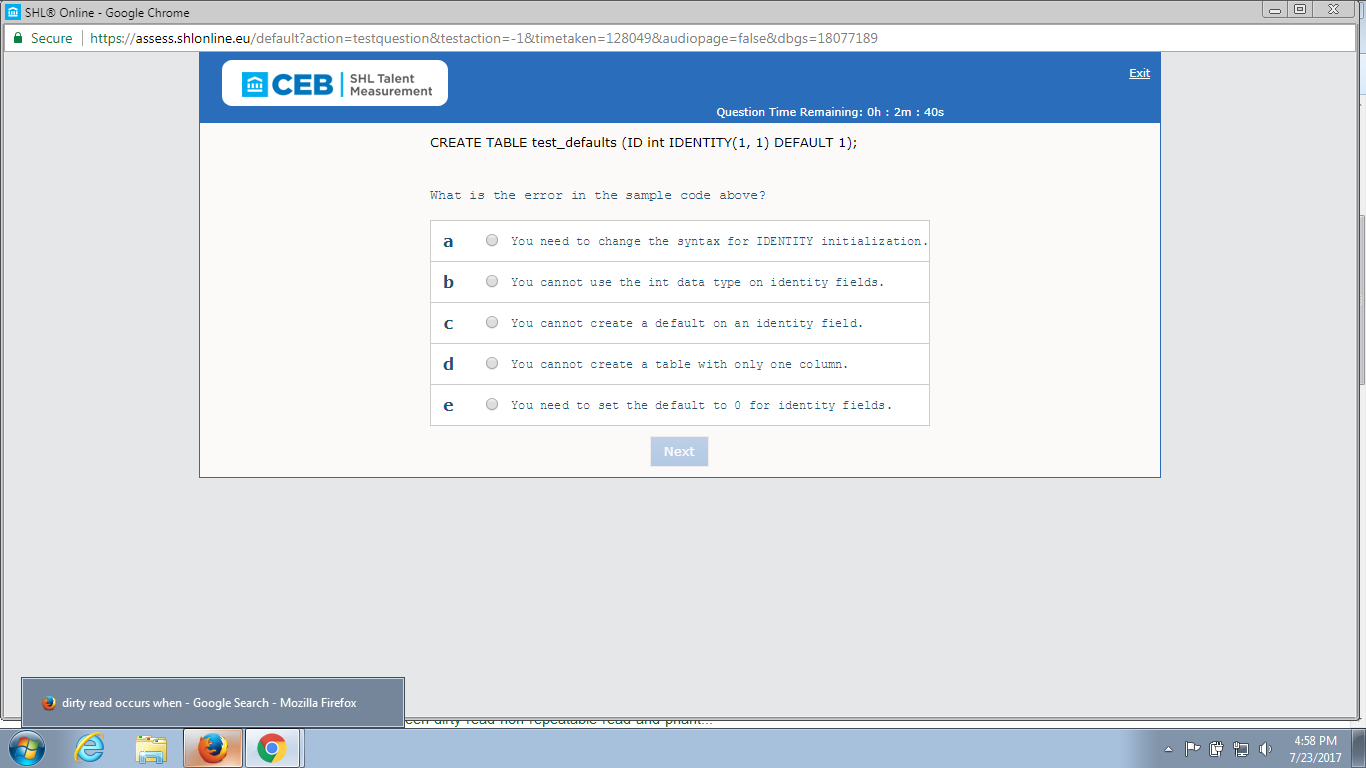 SHL® Online - Google Chrome
Secure https://assess.shlonline.eu/default?action=testquestion&testaction=-1&timetaken=128049&audiopage=false&dbgs=18077189
CEB SHL Talent Measurement
Exit
Question Time Remaining: 0h : 2m : 40s
CREATE TABLE test_defaults (ID int IDENTITY(1, 1) DEFAULT 1);
What is the error in the sample code above?
a You need to change the syntax for IDENTITY initialization.
b You cannot use the int data type on identity fields.
c You cannot create a default on an identity field.
d You cannot create a table with only one column.
e You need to set the default to 0 for identity fields.
Next
dirty read occurs when - Google Search - Mozilla Firefox
dirty read non repeatable read and phant...
4:58 PM
7/23/2017